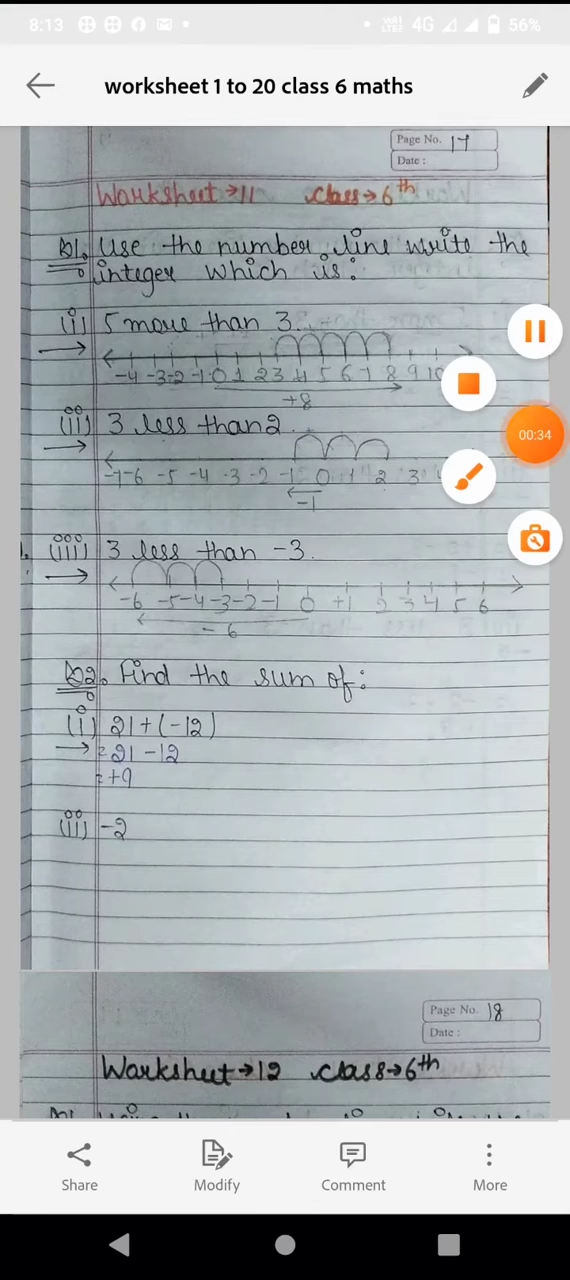 8:13
4G
56%
worksheet 1 to 20 class 6 maths
Page No. 17
Date :
Worksheet → 11 Class → 6th
Q1. Use the number line write the
integer which is:
(i) 5 more than 3.
-4 -3 -2 -1 0 1 2 3 4 5 6 7 8 9 10
+8
(ii) 3 less than 2.
-7 -6 -5 -4 -3 -2 -1 0 +1 2 3
-1
(iii) 3 less than -3.
-6 -5 -4 -3 -2 -1 0 +1 2 3 4 5 6
-6
Q2. Find the sum of:
(i) 21 + (-12)
→ = 21 - 12
= +9
(ii) -2
00:34
Page No. 18
Date :
Worksheet → 12 Class → 6th
Share
Modify
Comment
More